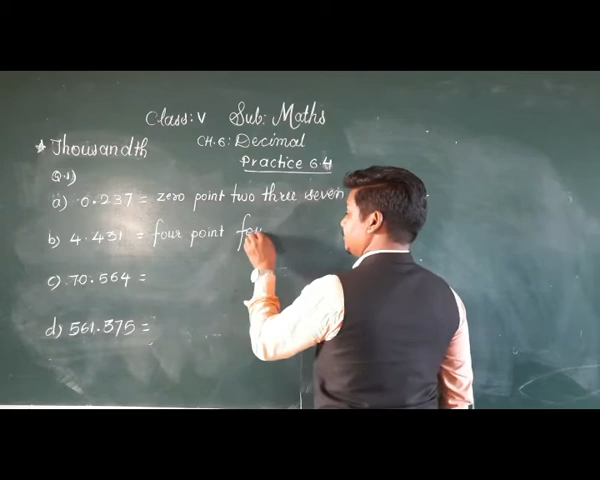 Class: V Sub: Maths
* Thousandth CH.6: Decimal
Practice 6.4
Q.1)
a) 0.237 = zero point two three seven
b) 4.431 = four point fou
c) 70.564 =
d) 561.375 =